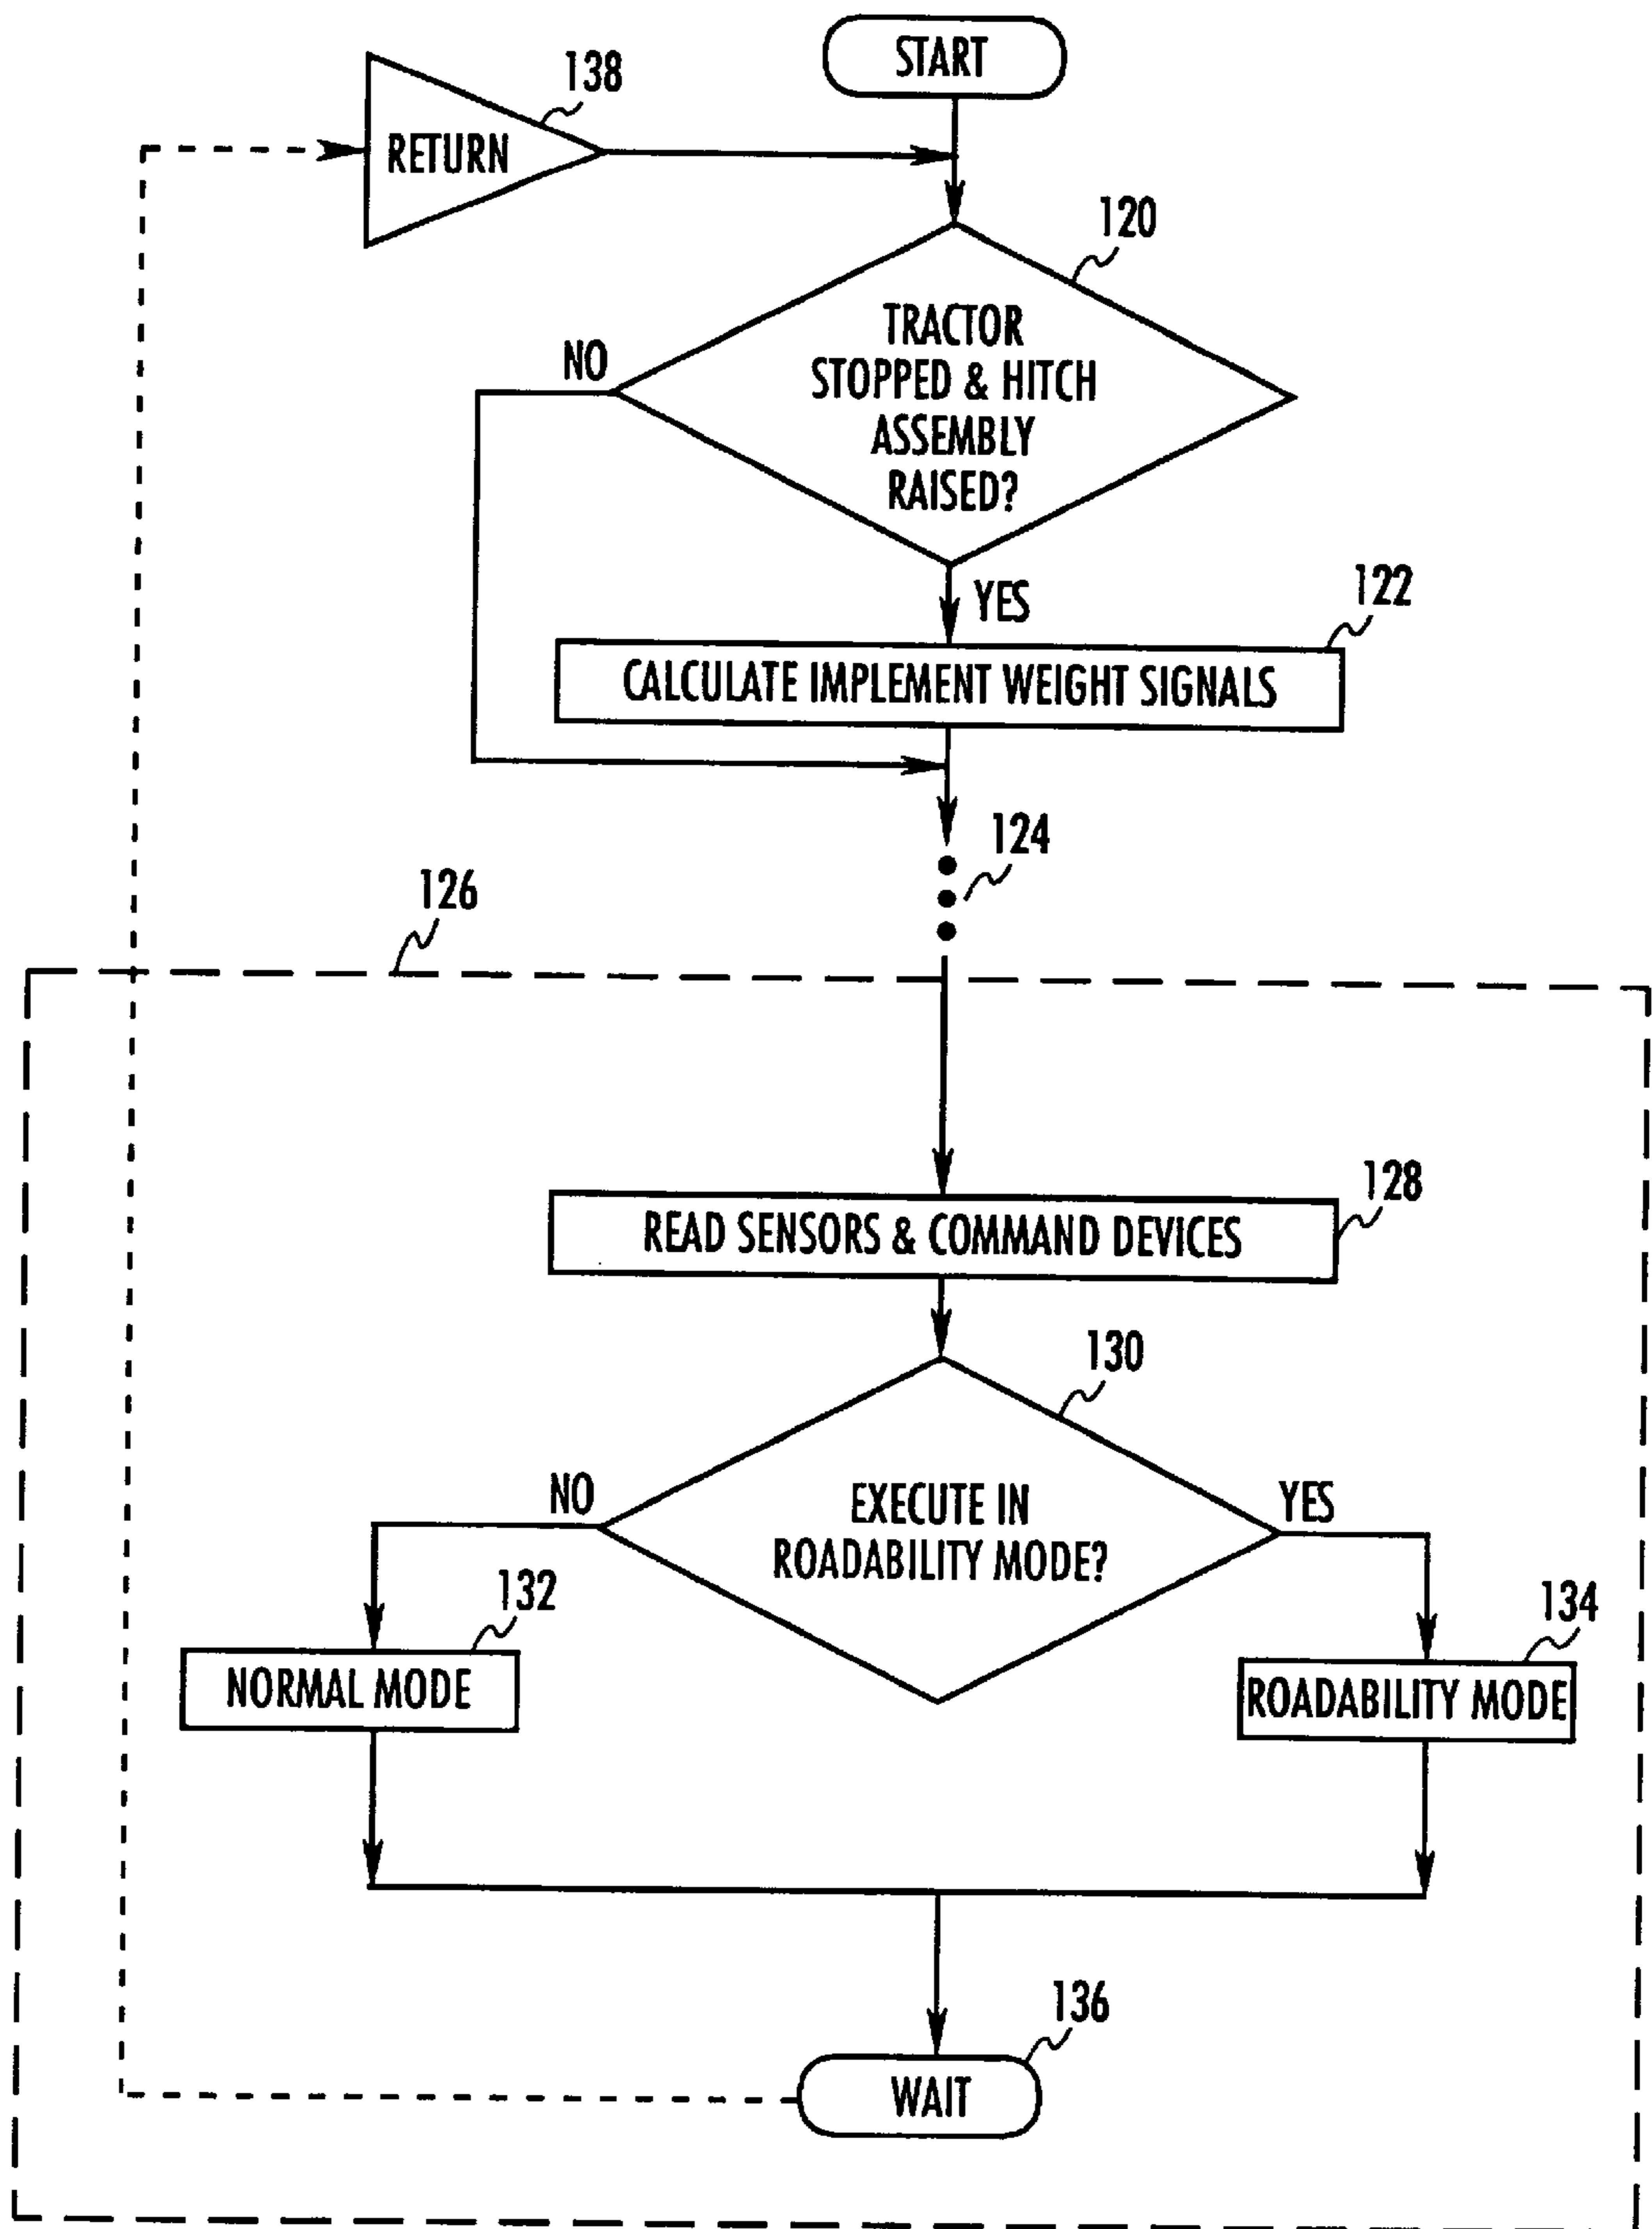 START
138
RETURN
120
TRACTOR
STOPPED & HITCH
ASSEMBLY
RAISED?
NO
YES
122
CALCULATE IMPLEMENT WEIGHT SIGNALS
124
126
128
READ SENSORS & COMMAND DEVICES
130
EXECUTE IN
ROADABILITY MODE?
NO
YES
132
NORMAL MODE
134
ROADABILITY MODE
136
WAIT